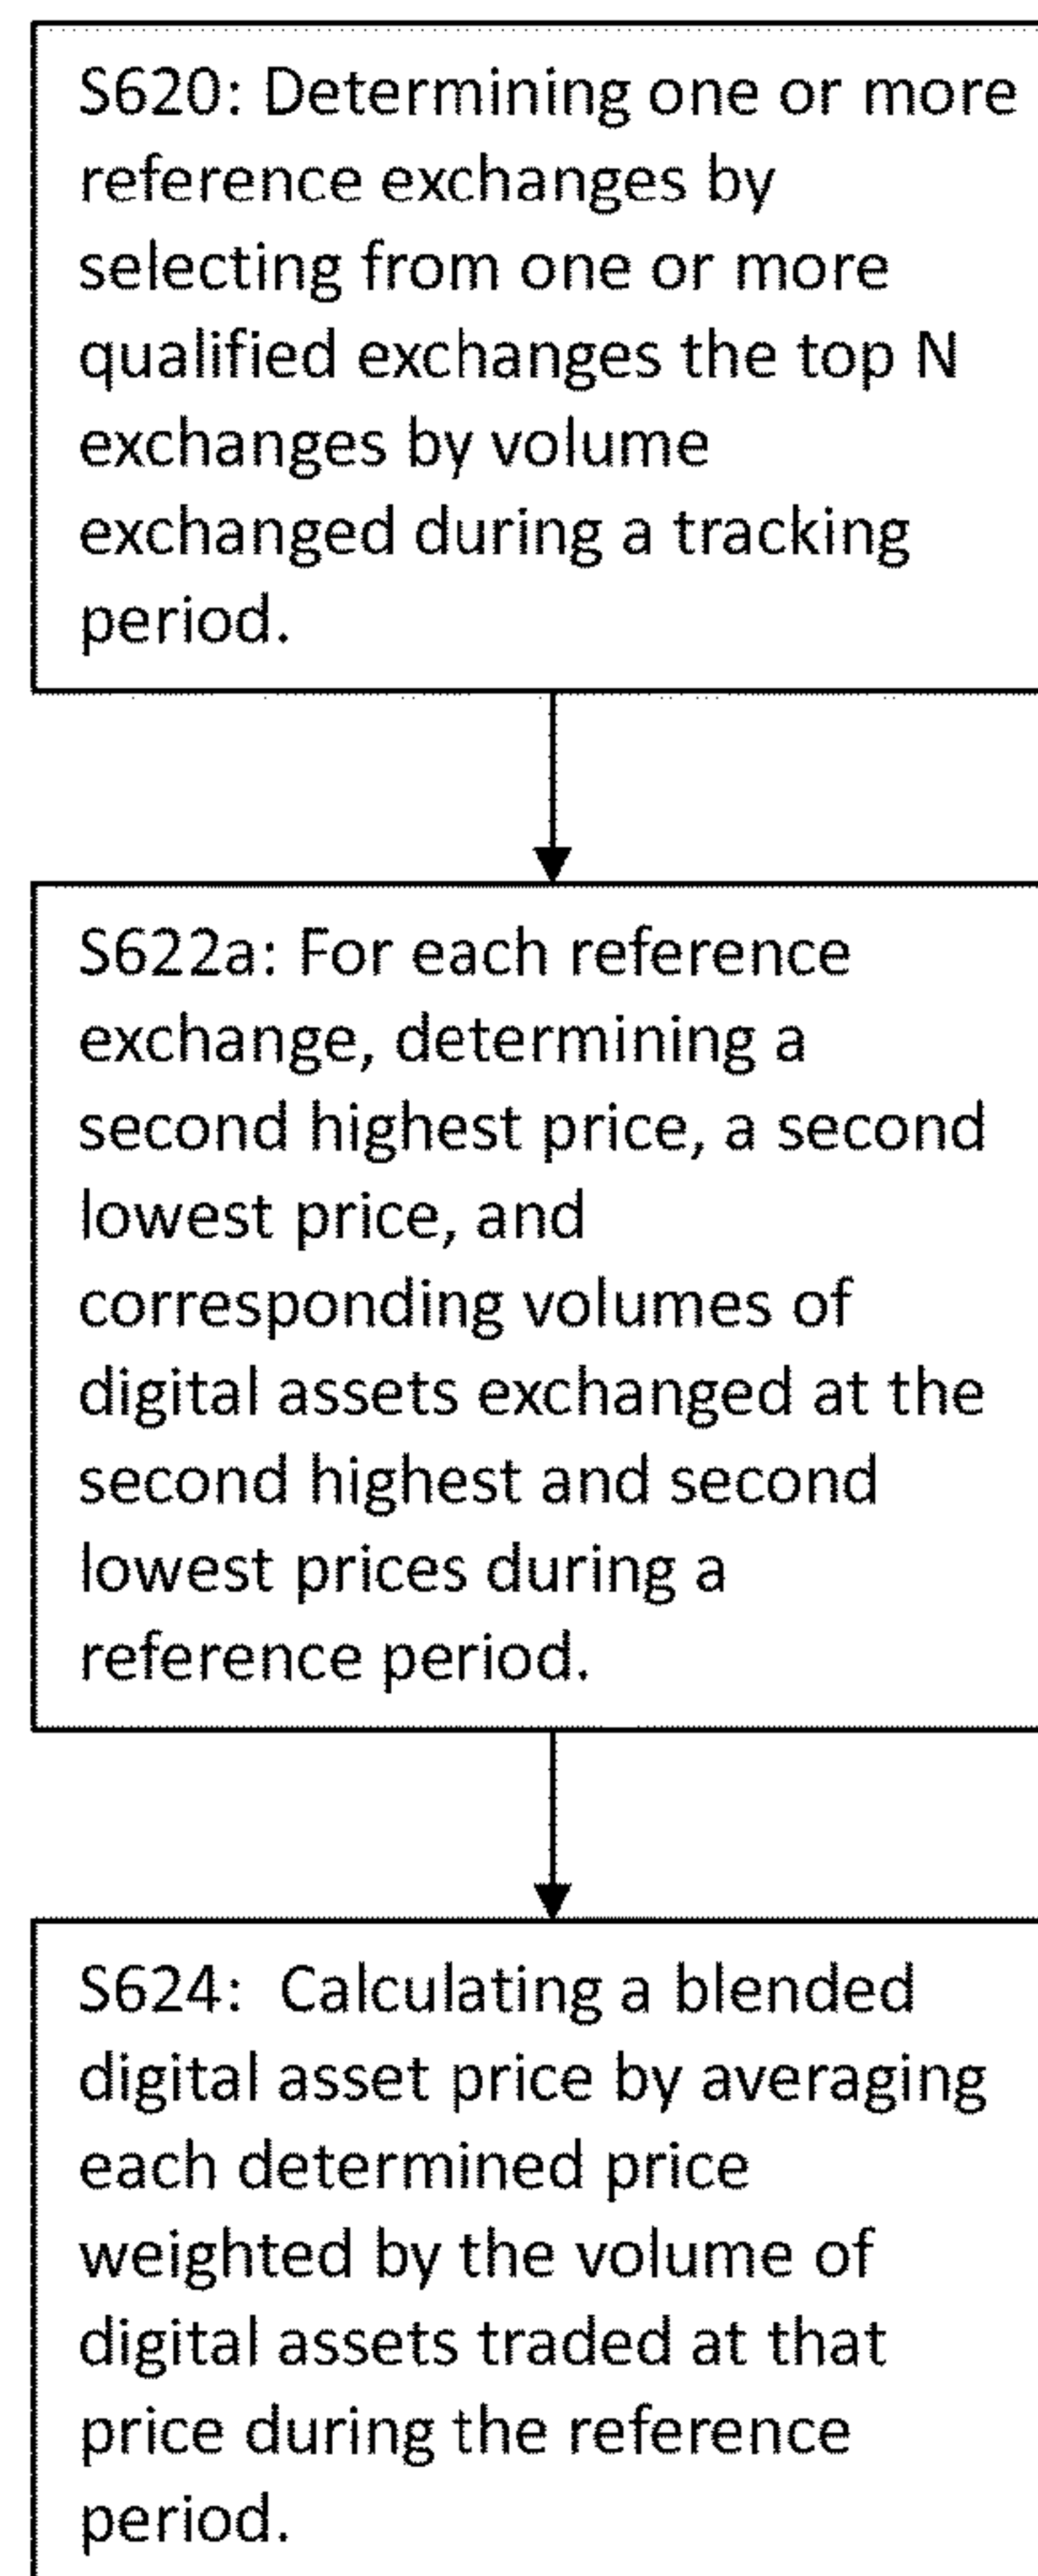 S620: Determining one or more
reference exchanges by
selecting from one or more
qualified exchanges the top N
exchanges by volume
exchanged during a tracking
period.
S622a: For each reference
exchange, determining a
second highest price, a second
lowest price, and
corresponding volumes of
digital assets exchanged at the
second highest and second
lowest prices during a
reference period.
S624:  Calculating a blended
digital asset price by averaging
each determined price
weighted by the volume of
digital assets traded at that
price during the reference
period.